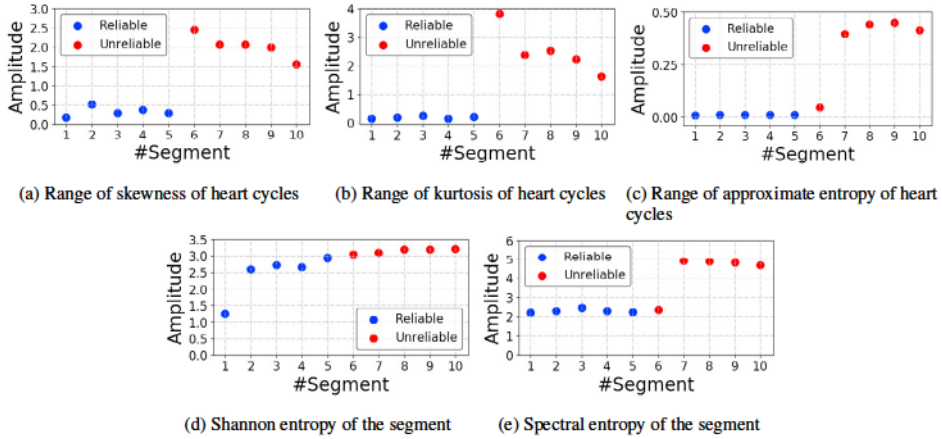 3.0
2.5
2.0
1.5
1.0
0.5
0.0
Amplitude
Reliable
Unreliable
1 2 3 4 5 6 7 8 9 10
#Segment
(a) Range of skewness of heart cycles
4
3
2
1
0
Amplitude
Reliable
Unreliable
1 2 3 4 5 6 7 8 9 10
#Segment
(b) Range of kurtosis of heart cycles
0.50
0.25
0.00
Amplitude
Reliable
Unreliable
1 2 3 4 5 6 7 8 9 10
#Segment
(c) Range of approximate entropy of heart
cycles
3.5
3.0
2.5
2.0
1.5
1.0
0.5
0.0
Amplitude
Reliable
Unreliable
1 2 3 4 5 6 7 8 9 10
#Segment
(d) Shannon entropy of the segment
6
5
4
3
2
1
0
Amplitude
Reliable
Unreliable
1 2 3 4 5 6 7 8 9 10
#Segment
(e) Spectral entropy of the segment